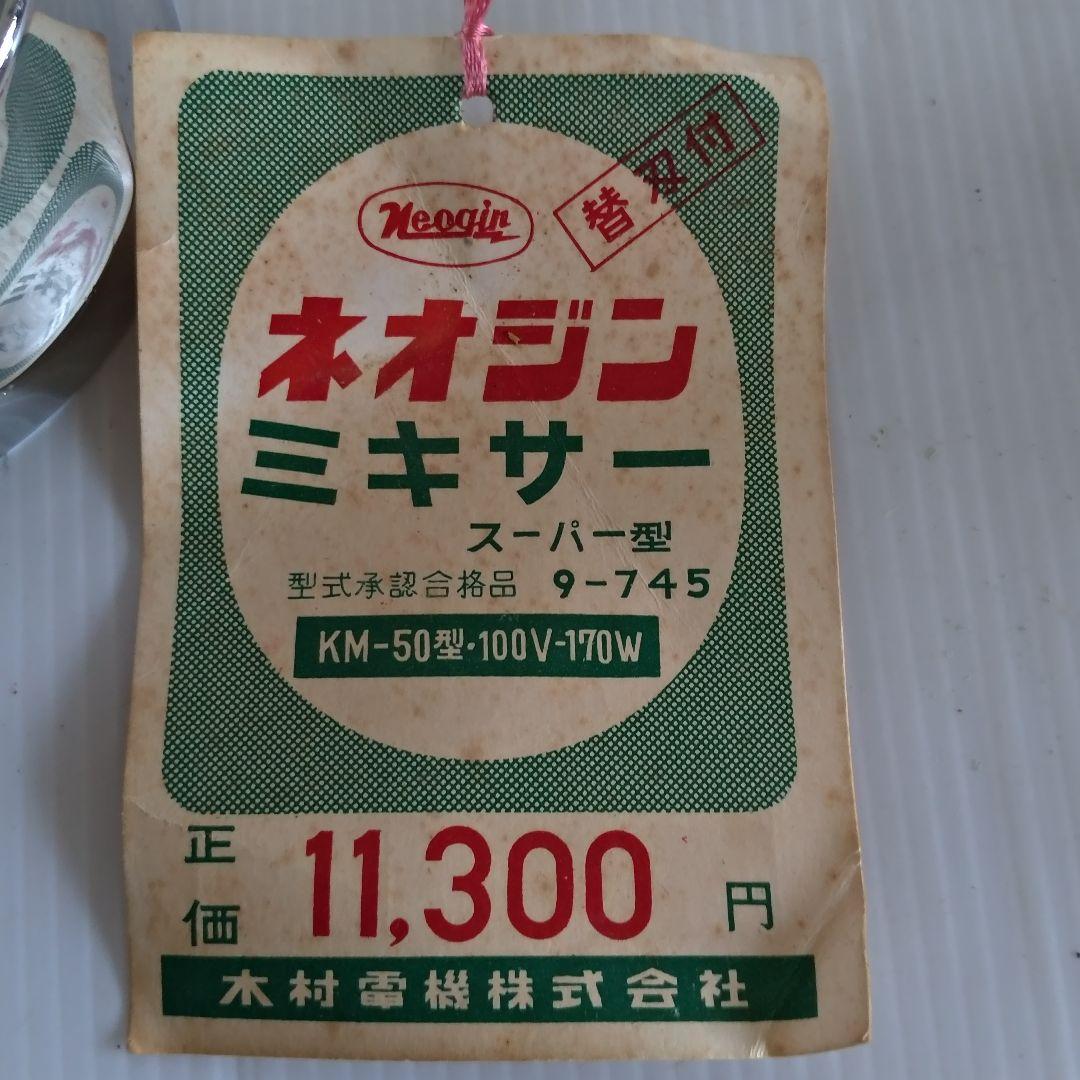 替刃付
Neogin
ネオジン
ミキサー
スーパー型
型式承認合格品 9-745
KM-50型・100V-170W
正価 11,300 円
木村電機株式会社